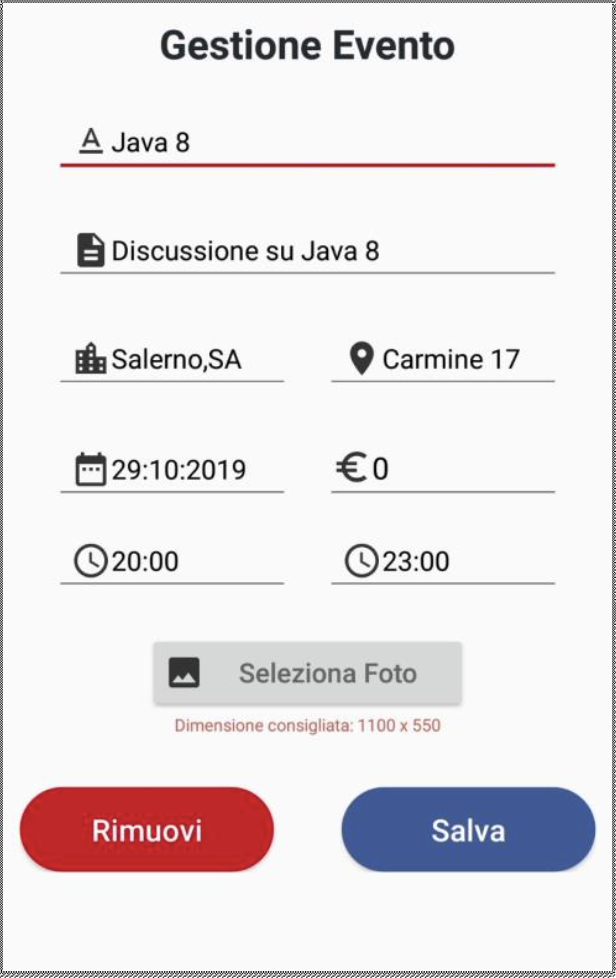 Gestione Evento
Java 8
Discussione su Java 8
Salerno,SA
Carmine 17
29:10:2019
€0
20:00
23:00
Seleziona Foto
Dimensione consigliata: 1100 x 550
Rimuovi
Salva